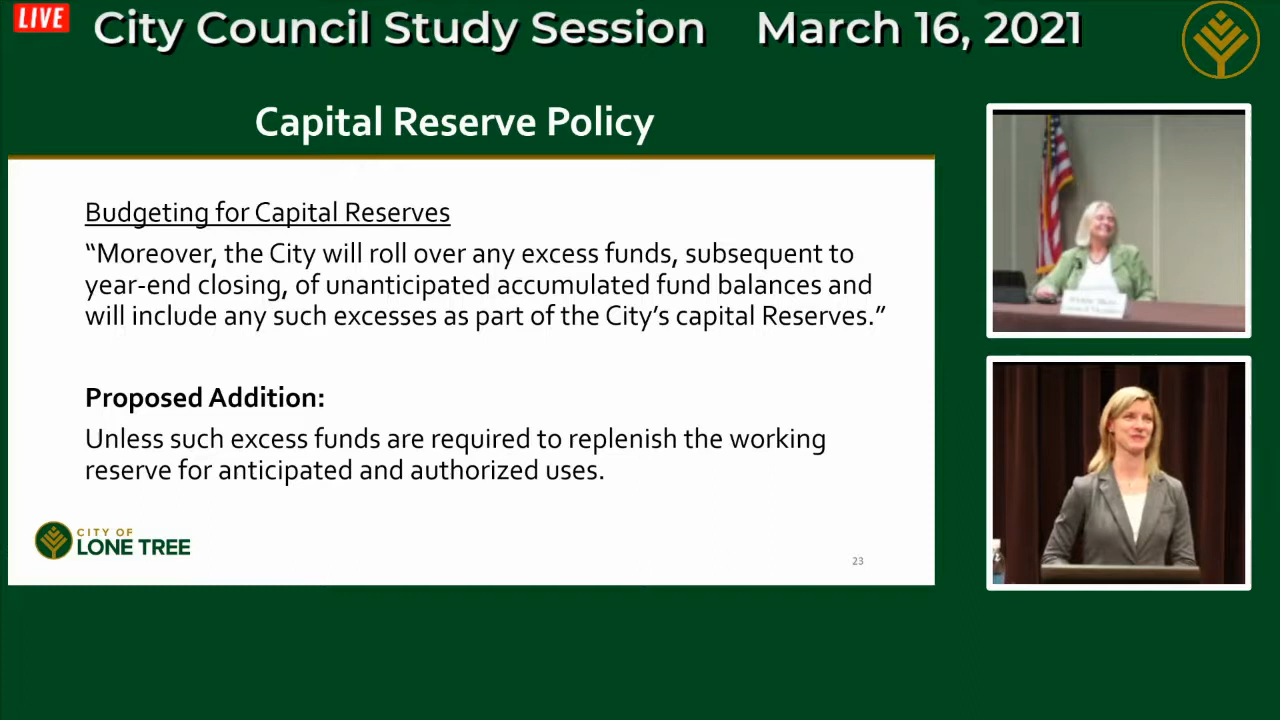 LIVE
City Council Study Session March 16, 2021
Capital Reserve Policy
Budgeting for Capital Reserves
“Moreover, the City will roll over any excess funds, subsequent to
year-end closing, of unanticipated accumulated fund balances and
will include any such excesses as part of the City’s capital Reserves.”
Proposed Addition:
Unless such excess funds are required to replenish the working
reserve for anticipated and authorized uses.
CITY OF
LONE TREE
23